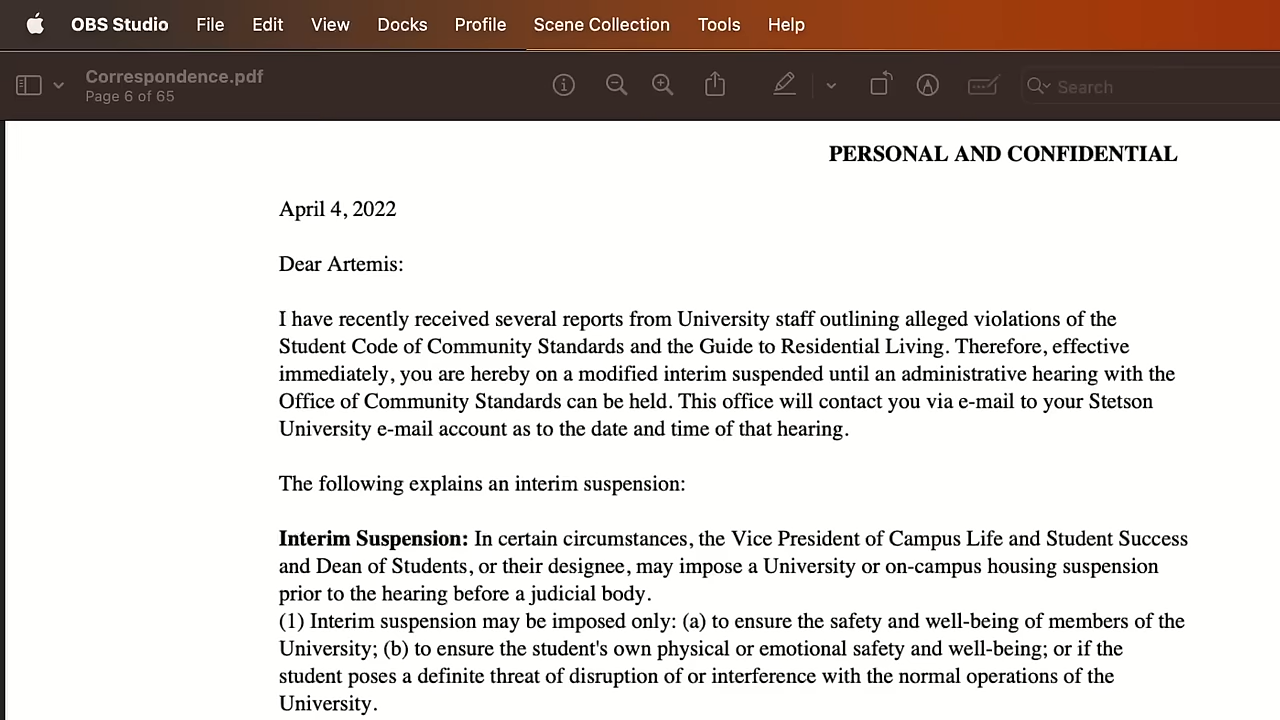 OBS Studio File Edit View Docks Profile Scene Collection Tools Help
Correspondence.pdf
Page 6 of 65
Search
PERSONAL AND CONFIDENTIAL
April 4, 2022
Dear Artemis:
I have recently received several reports from University staff outlining alleged violations of the
Student Code of Community Standards and the Guide to Residential Living. Therefore, effective
immediately, you are hereby on a modified interim suspended until an administrative hearing with the
Office of Community Standards can be held. This office will contact you via e-mail to your Stetson
University e-mail account as to the date and time of that hearing.
The following explains an interim suspension:
Interim Suspension: In certain circumstances, the Vice President of Campus Life and Student Success
and Dean of Students, or their designee, may impose a University or on-campus housing suspension
prior to the hearing before a judicial body.
(1) Interim suspension may be imposed only: (a) to ensure the safety and well-being of members of the
University; (b) to ensure the student's own physical or emotional safety and well-being; or if the
student poses a definite threat of disruption of or interference with the normal operations of the
University.